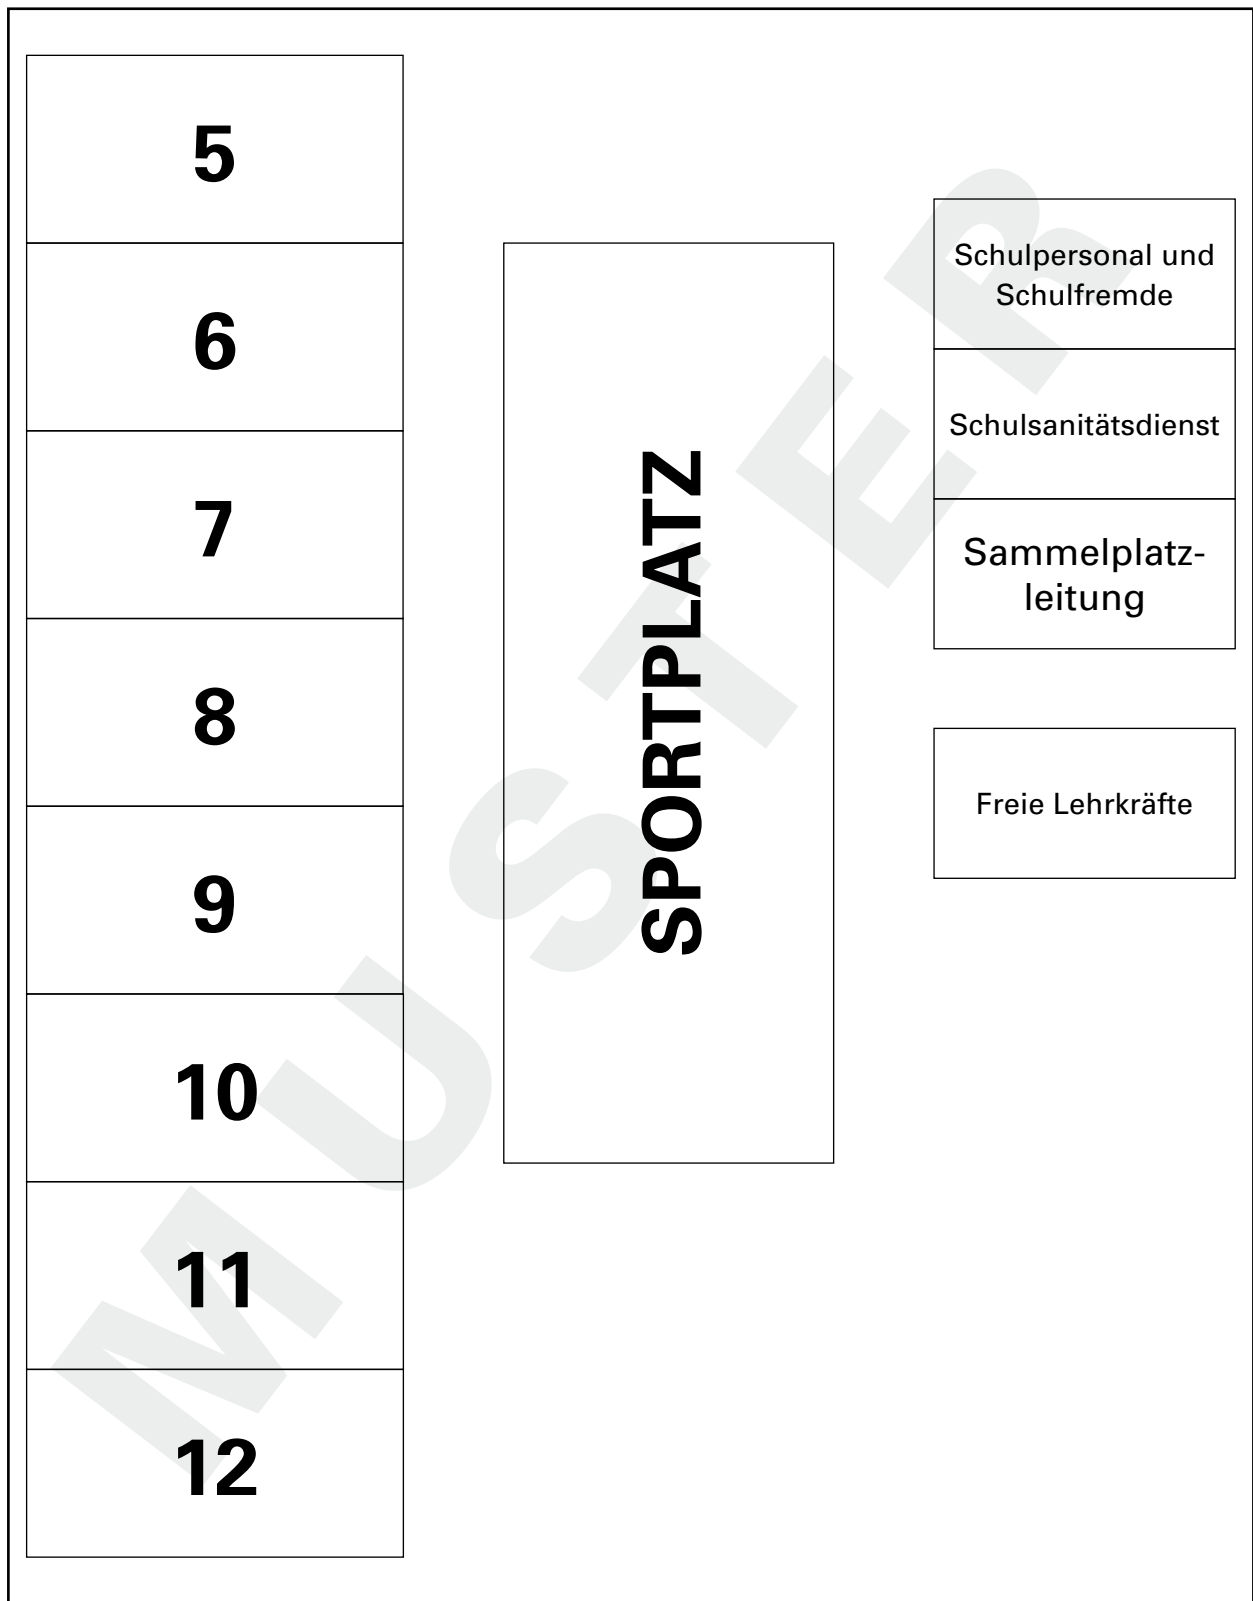 5
6
7
8
9
10
11
12
SPORTPLATZ
Schulpersonal und
Schulfremde
Schulsanitätsdienst
Sammelplatz-
leitung
Freie Lehrkräfte
MUSTER